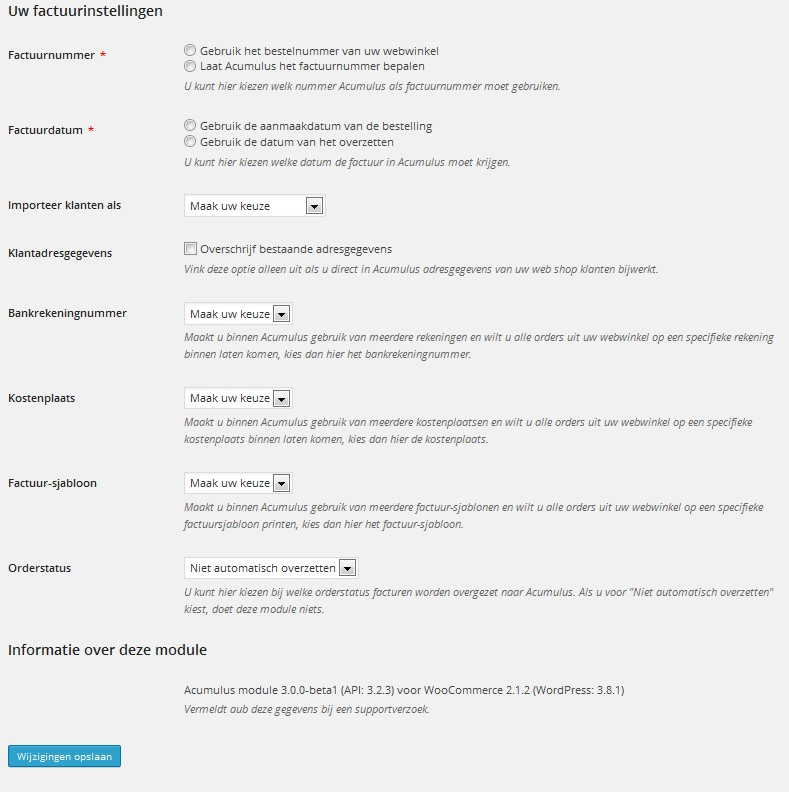 Uw factuurinstellingen
Factuurnummer *
Gebruik het bestelnummer van uw webwinkel
Laat Acumulus het factuurnummer bepalen
U kunt hier kiezen welk nummer Acumulus als factuurnummer moet gebruiken.
Factuurdatum *
Gebruik de aanmaakdatum van de bestelling
Gebruik de datum van het overzetten
U kunt hier kiezen welke datum de factuur in Acumulus moet krijgen.
Importeer klanten als
Maak uw keuze
Klantadresgegevens
Overschrijf bestaande adresgegevens
Vink deze optie alleen uit als u direct in Acumulus adresgegevens van uw web shop klanten bijwerkt.
Bankrekeningnummer
Maak uw keuze
Maakt u binnen Acumulus gebruik van meerdere rekeningen en wilt u alle orders uit uw webwinkel op een specifieke rekening
binnen laten komen, kies dan hier het bankrekeningnummer.
Kostenplaats
Maak uw keuze
Maakt u binnen Acumulus gebruik van meerdere kostenplaatsen en wilt u alle orders uit uw webwinkel op een specifieke
kostenplaats binnen laten komen, kies dan hier de kostenplaats.
Factuur-sjabloon
Maak uw keuze
Maakt u binnen Acumulus gebruik van meerdere factuur-sjablonen en wilt u alle orders uit uw webwinkel op een specifieke
factuursjabloon printen, kies dan hier het factuur-sjabloon.
Orderstatus
Niet automatisch overzetten
U kunt hier kiezen bij welke orderstatus facturen worden overgezet naar Acumulus. Als u voor "Niet automatisch overzetten"
kiest, doet deze module niets.
Informatie over deze module
Acumulus module 3.0.0-beta1 (API: 3.2.3) voor WooCommerce 2.1.2 (WordPress: 3.8.1)
Vermeldt aub deze gegevens bij een supportverzoek.
Wijzigingen opslaan